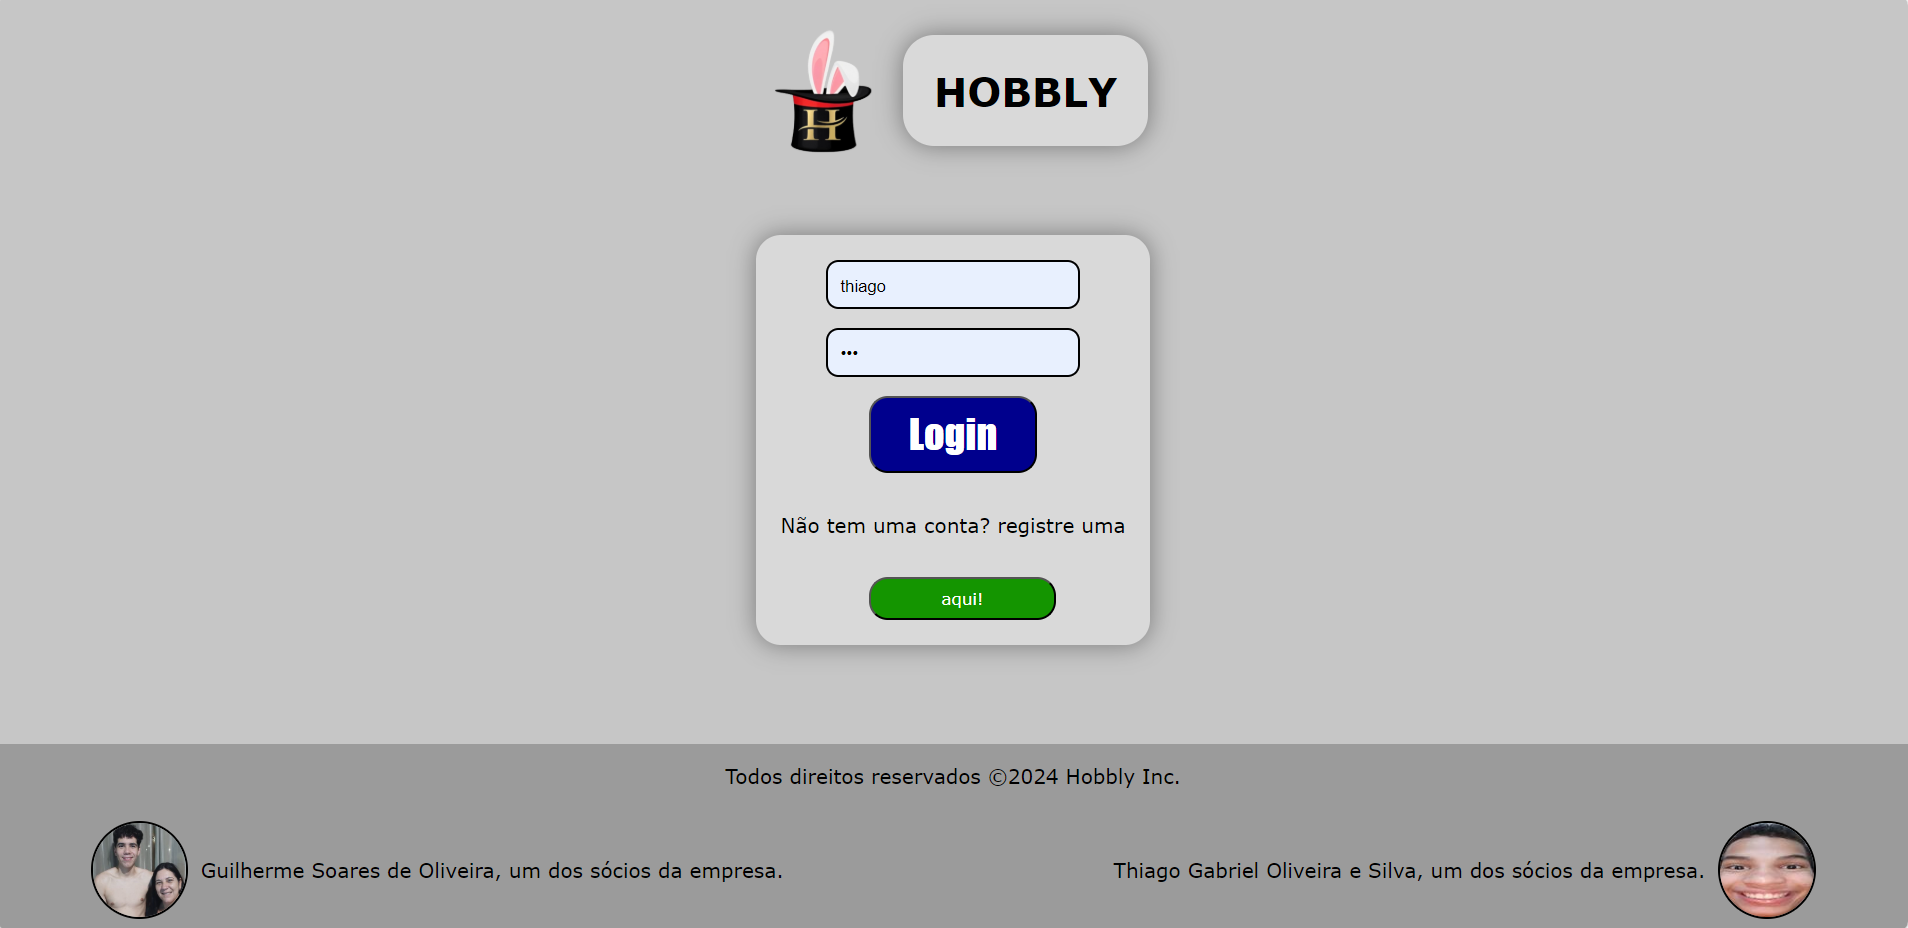 H
HOBBLY
thiago
•••
Login
Não tem uma conta? registre uma
aqui!
Todos direitos reservados ©2024 Hobbly Inc.
Guilherme Soares de Oliveira, um dos sócios da empresa.
Thiago Gabriel Oliveira e Silva, um dos sócios da empresa.